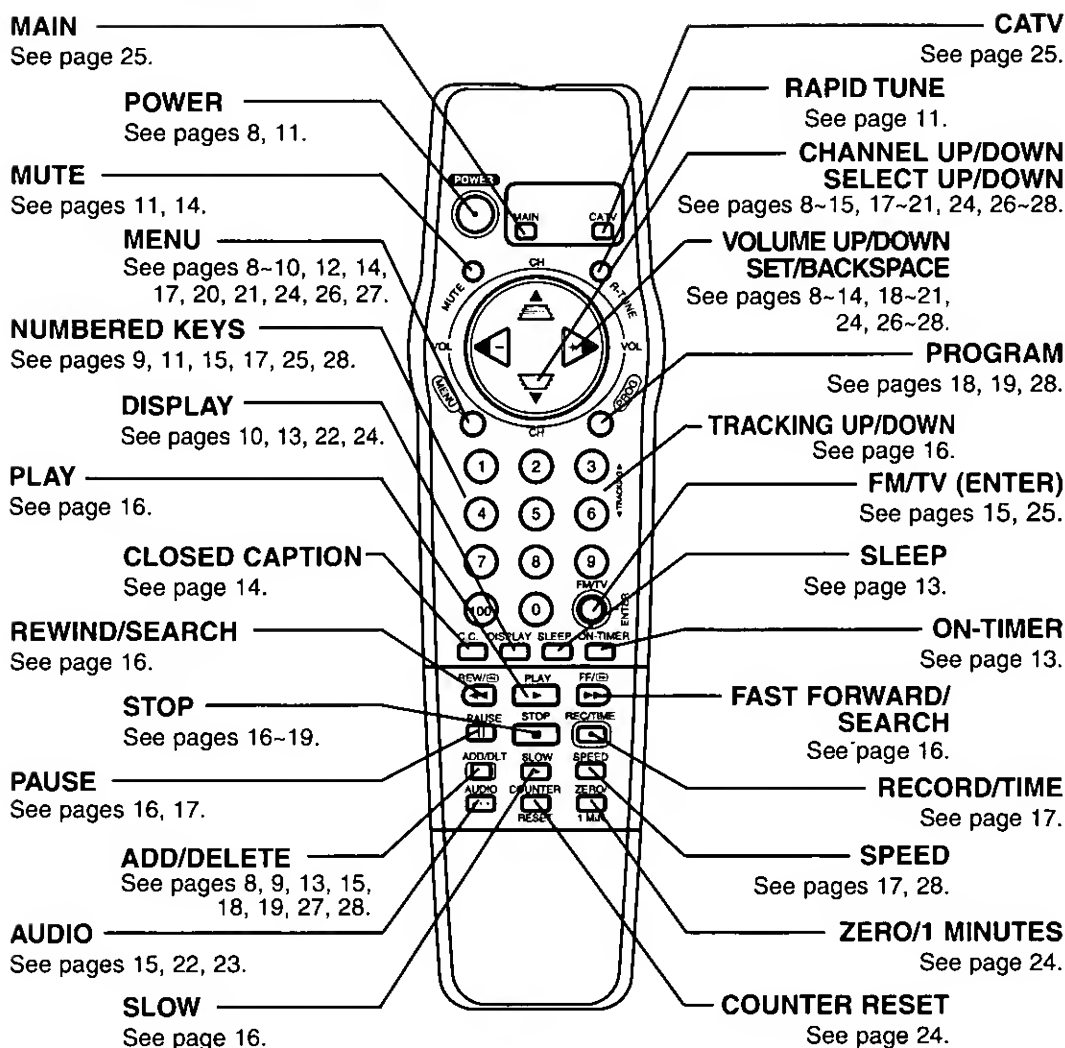 MAIN
See page 25.
POWER
See pages 8, 11.
MUTE
See pages 11, 14.
MENU
See pages 8~10, 12, 14,
17, 20, 21, 24, 26, 27.
NUMBERED KEYS
See pages 9, 11, 15, 17, 25, 28.
DISPLAY
See pages 10, 13, 22, 24.
PLAY
See page 16.
CLOSED CAPTION
See page 14.
REWIND/SEARCH
See page 16.
STOP
See pages 16~19.
PAUSE
See pages 16, 17.
ADD/DELETE
See pages 8, 9, 13, 15,
18, 19, 27, 28.
AUDIO
See pages 15, 22, 23.
SLOW
See page 16.
POWER
MAIN
CATV
CH
MUTE
R-TUNE
VOL
-
+
VOL
MENU
PROG
CH
1
2
3
TRACKING
4
5
6
7
8
9
FM/TV
100
0
ENTER
C.C.
DISPLAY
SLEEP
ON-TIMER
REW/
PLAY
FF/
PAUSE
STOP
REC/TIME
ADD/DLT
SLOW
SPEED
AUDIO
COUNTER
RESET
ZERO/
1 MIN
CATV
See page 25.
RAPID TUNE
See page 11.
CHANNEL UP/DOWN
SELECT UP/DOWN
See pages 8~15, 17~21, 24, 26~28.
VOLUME UP/DOWN
SET/BACKSPACE
See pages 8~14, 18~21,
24, 26~28.
PROGRAM
See pages 18, 19, 28.
TRACKING UP/DOWN
See page 16.
FM/TV (ENTER)
See pages 15, 25.
SLEEP
See page 13.
ON-TIMER
See page 13.
FAST FORWARD/
SEARCH
See page 16.
RECORD/TIME
See page 17.
SPEED
See pages 17, 28.
ZERO/1 MINUTES
See page 24.
COUNTER RESET
See page 24.